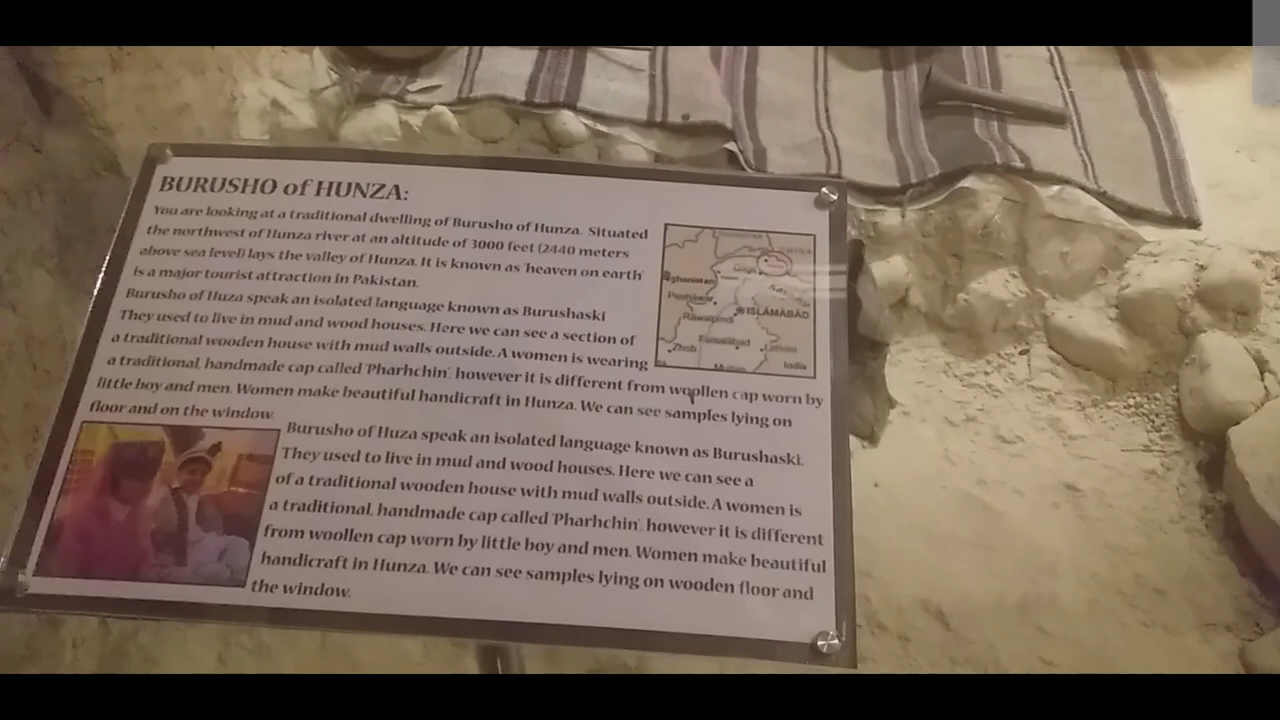 BURUSHO of HUNZA:
You are looking at a traditional dwelling of Burusho of Hunza. Situated
the northwest of Hunza river at an altitude of 3000 feet (2440 meters
above sea level) lays the valley of Hunza. It is known as 'heaven on earth'
is a major tourist attraction in Pakistan.
Burusho of Huza speak an isolated language known as Burushaski
They used to live in mud and wood houses. Here we can see a section of
a traditional wooden house with mud walls outside. A women is wearing
a traditional, handmade cap called 'Pharhchin', however it is different from woollen cap worn by
little boy and men. Women make beautiful handicraft in Hunza. We can see samples lying on
floor and on the window.
CHINA
Gilgit
Afghanistan
Peshawar
ISLAMABAD
Rawalpindi
Faisalabad
Zhob
Lahore
India
Multan
Burusho of Huza speak an isolated language known as Burushaski.
They used to live in mud and wood houses. Here we can see a
of a traditional wooden house with mud walls outside. A women is
a traditional, handmade cap called 'Pharhchin', however it is different
from woollen cap worn by little boy and men. Women make beautiful
handicraft in Hunza. We can see samples lying on wooden floor and
the window.